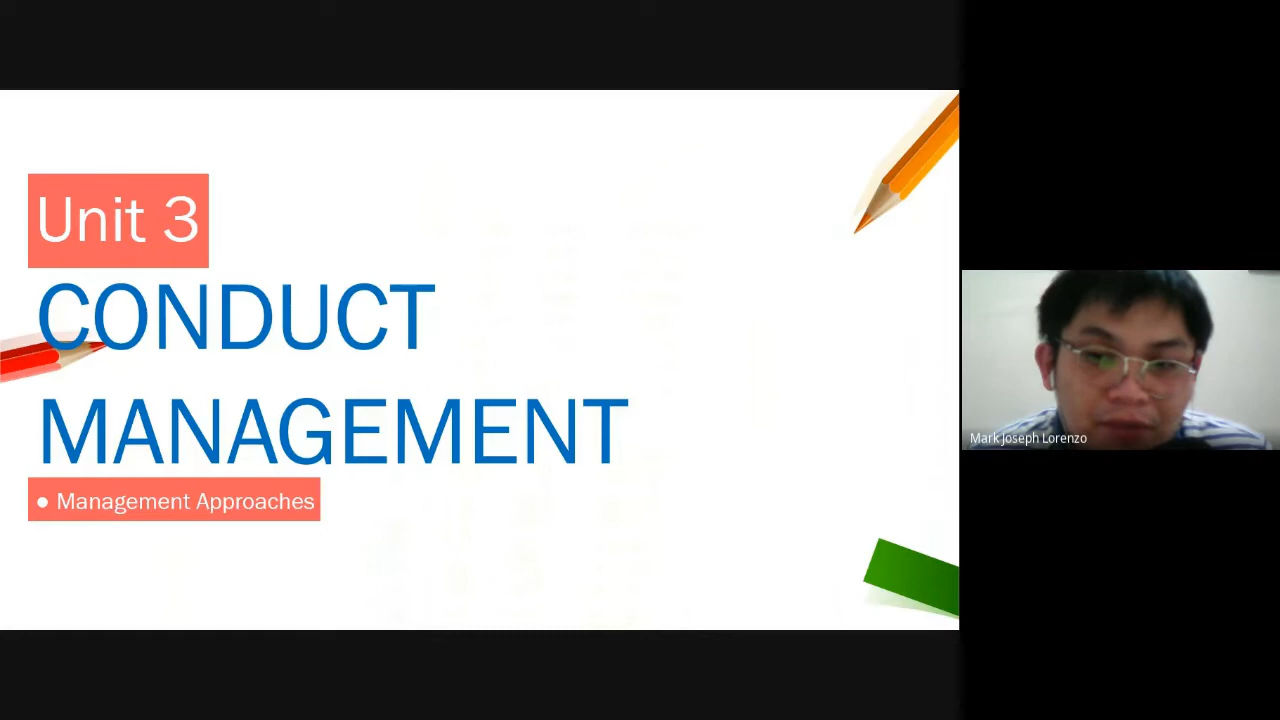 Unit 3
CONDUCT
MANAGEMENT
● Management Approaches
Mark Joseph Lorenzo